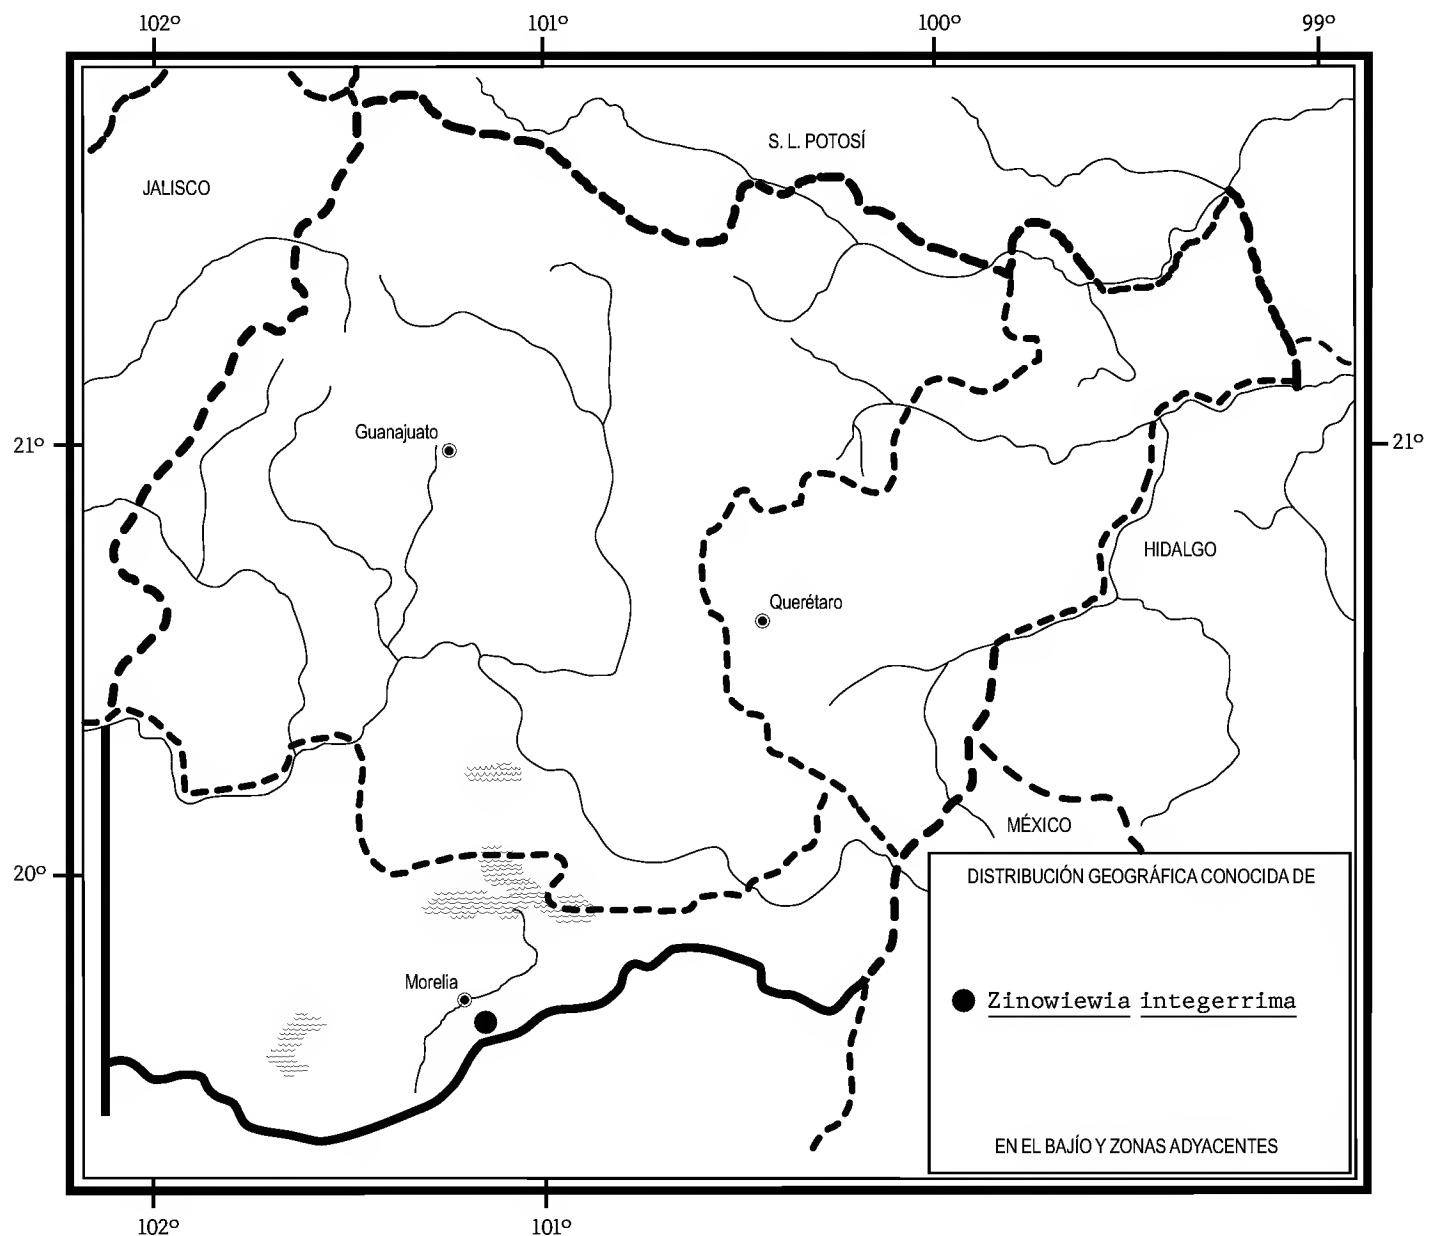 102º 101º 100º 99º
S. L. POTOSÍ
JALISCO
Guanajuato
21º 21º
HIDALGO
Querétaro
MÉXICO
20º
DISTRIBUCIÓN GEOGRÁFICA CONOCIDA DE
Morelia
Zinowiewia integerrima
EN EL BAJÍO Y ZONAS ADYACENTES
102º 101º